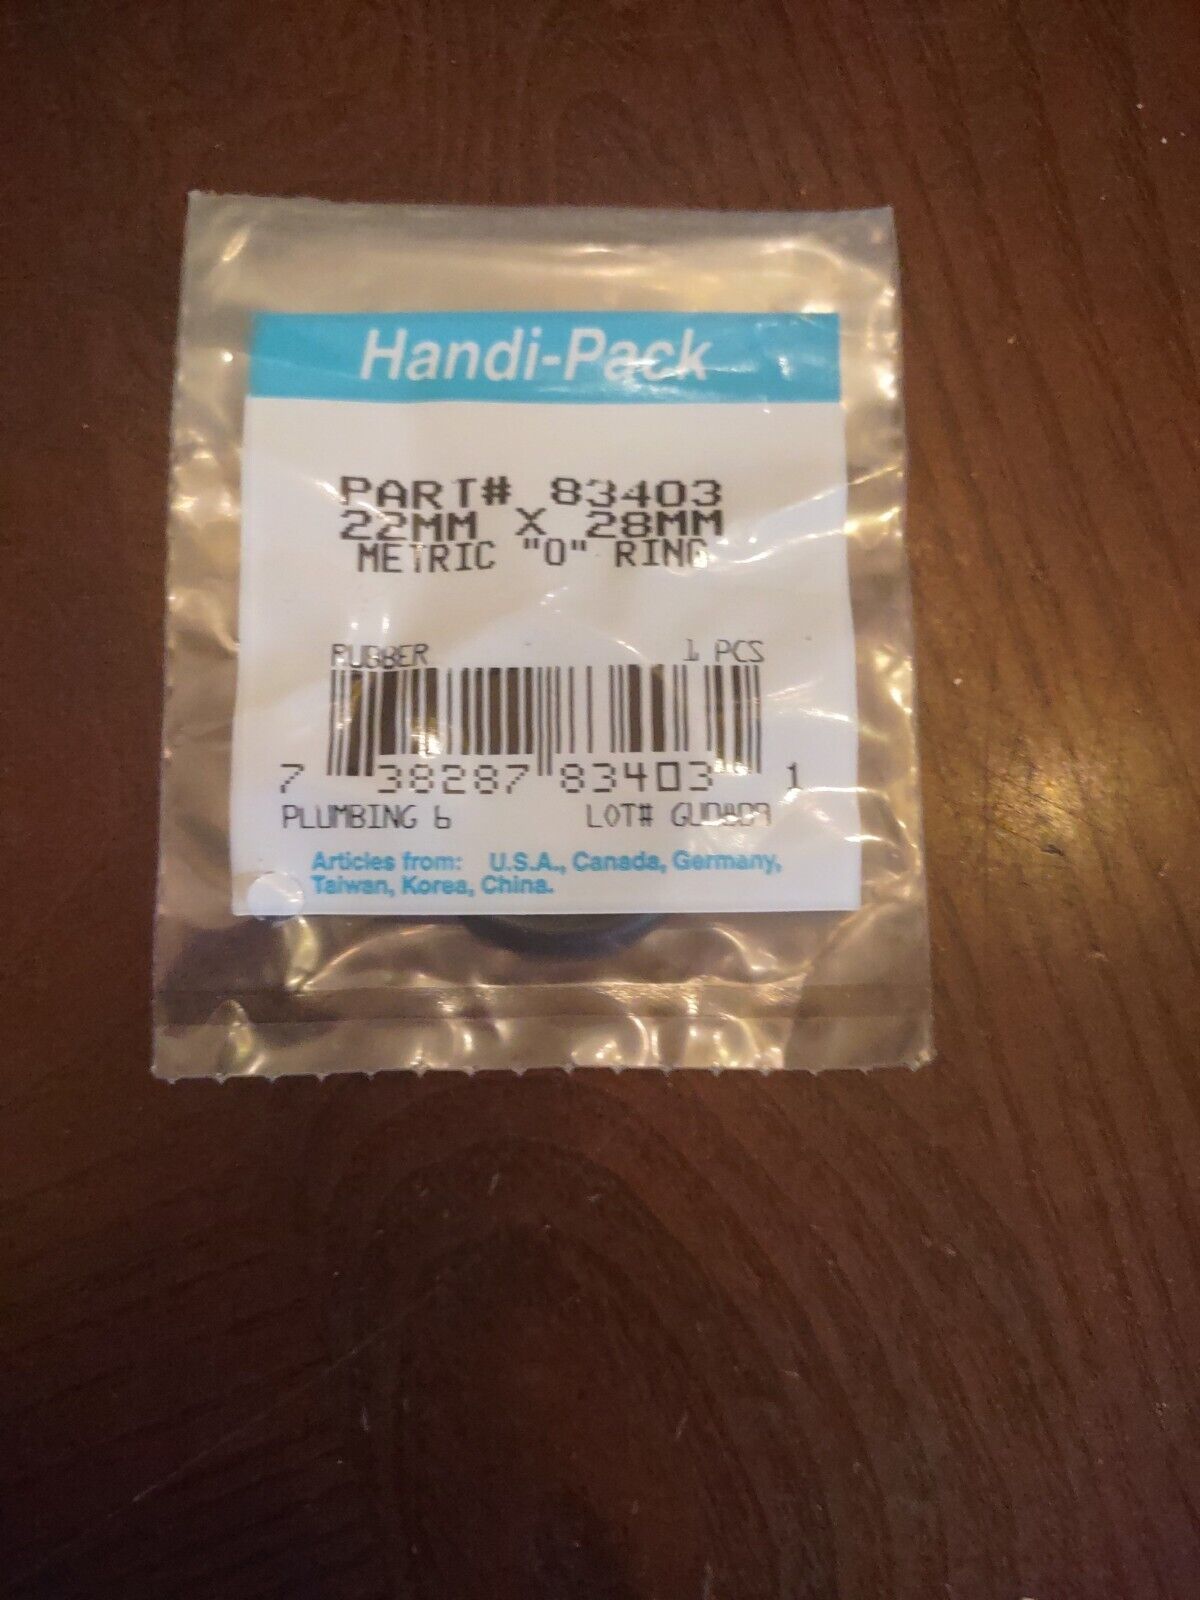 Handi-Pack
PART# 83403
22MM X 28MM
METRIC "O" RING
RUBBER 1 PCS
7 38287 83403 1
PLUMBING 6 LOT#
Articles from: U.S.A., Canada, Germany,
Taiwan, Korea, China.